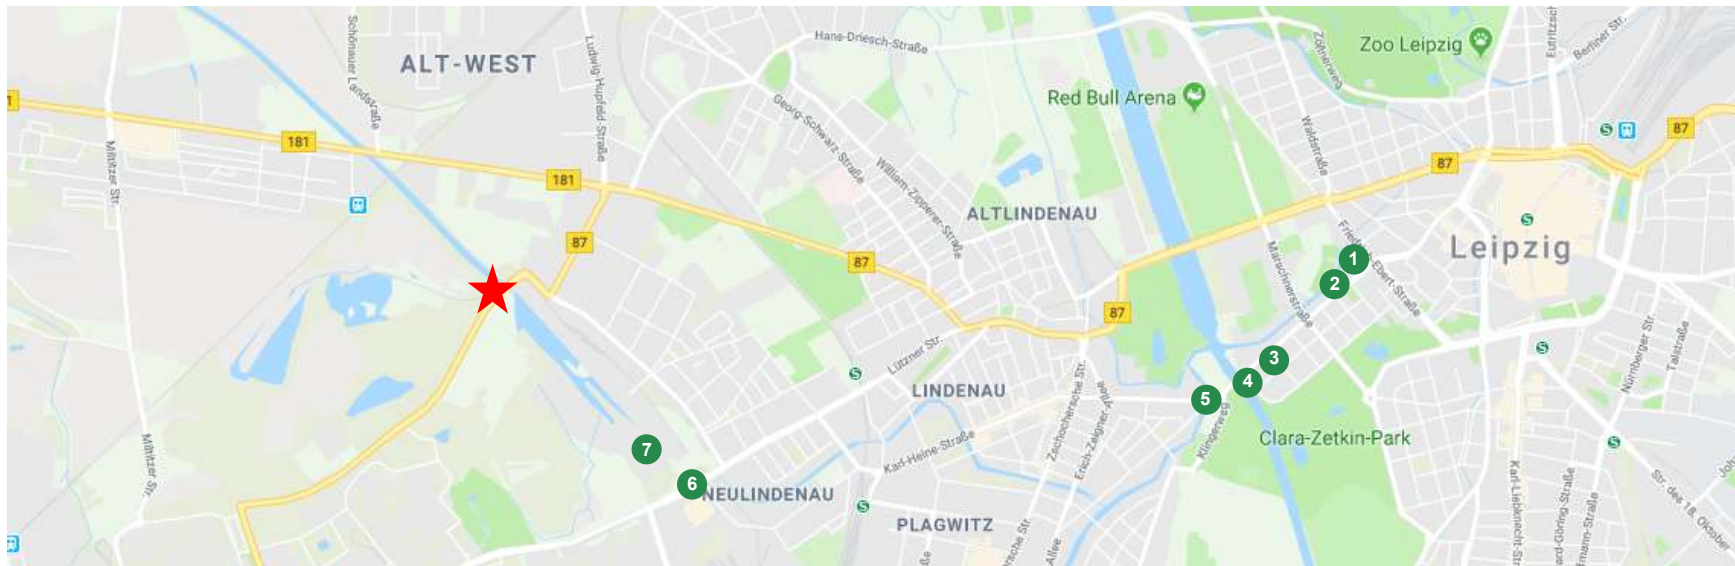 Schönauer Landstraße
ALT-WEST
Ludwig-Hupfeld-Straße
Hans-Driesch-Straße
Zöllnerweg
Zoo Leipzig
Berliner Str.
Red Bull Arena
Georg-Schwarz-Straße
Waldstraße
87
181
87
Miltitzer Str.
William-Zipperer-Straße
181
ALTLINDENAU
Leipzig
87
87
Friedrich-Ebert-Straße
1
2
Marschnerstraße
87
Lützner Str.
Nürnberger Str.
Talstraße
3
4
5
LINDENAU
Zschochersche Str.
Erich-Zeigner-Allee
Klingerweg
Clara-Zetkin-Park
Karl-Heine-Straße
7
6
NEULINDENAU
Miltitzer Str.
PLAGWITZ
Str. des 18. Oktober